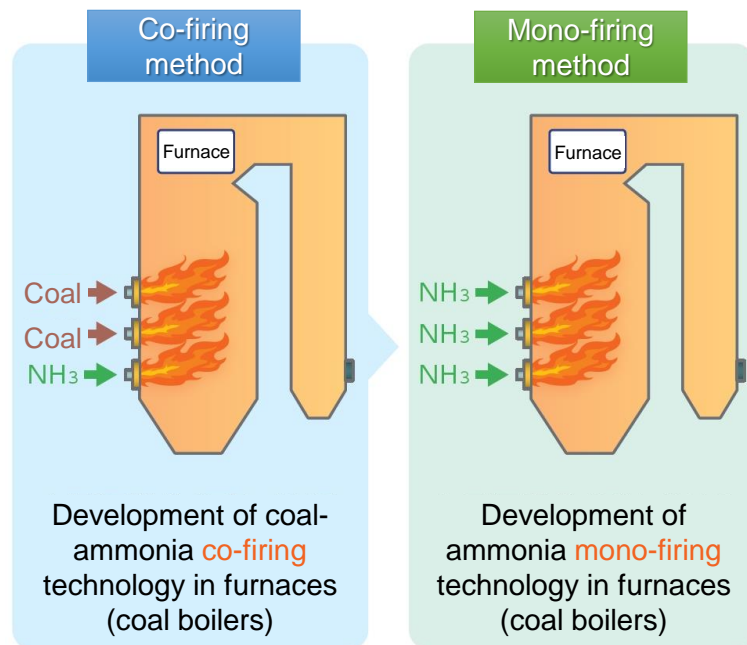 Co-firing
method
Furnace
Coal
Coal
NH₃
Development of coal-
ammonia co-firing
technology in furnaces
(coal boilers)
Mono-firing
method
Furnace
NH₃
NH₃
NH₃
Development of
ammonia mono-firing
technology in furnaces
(coal boilers)